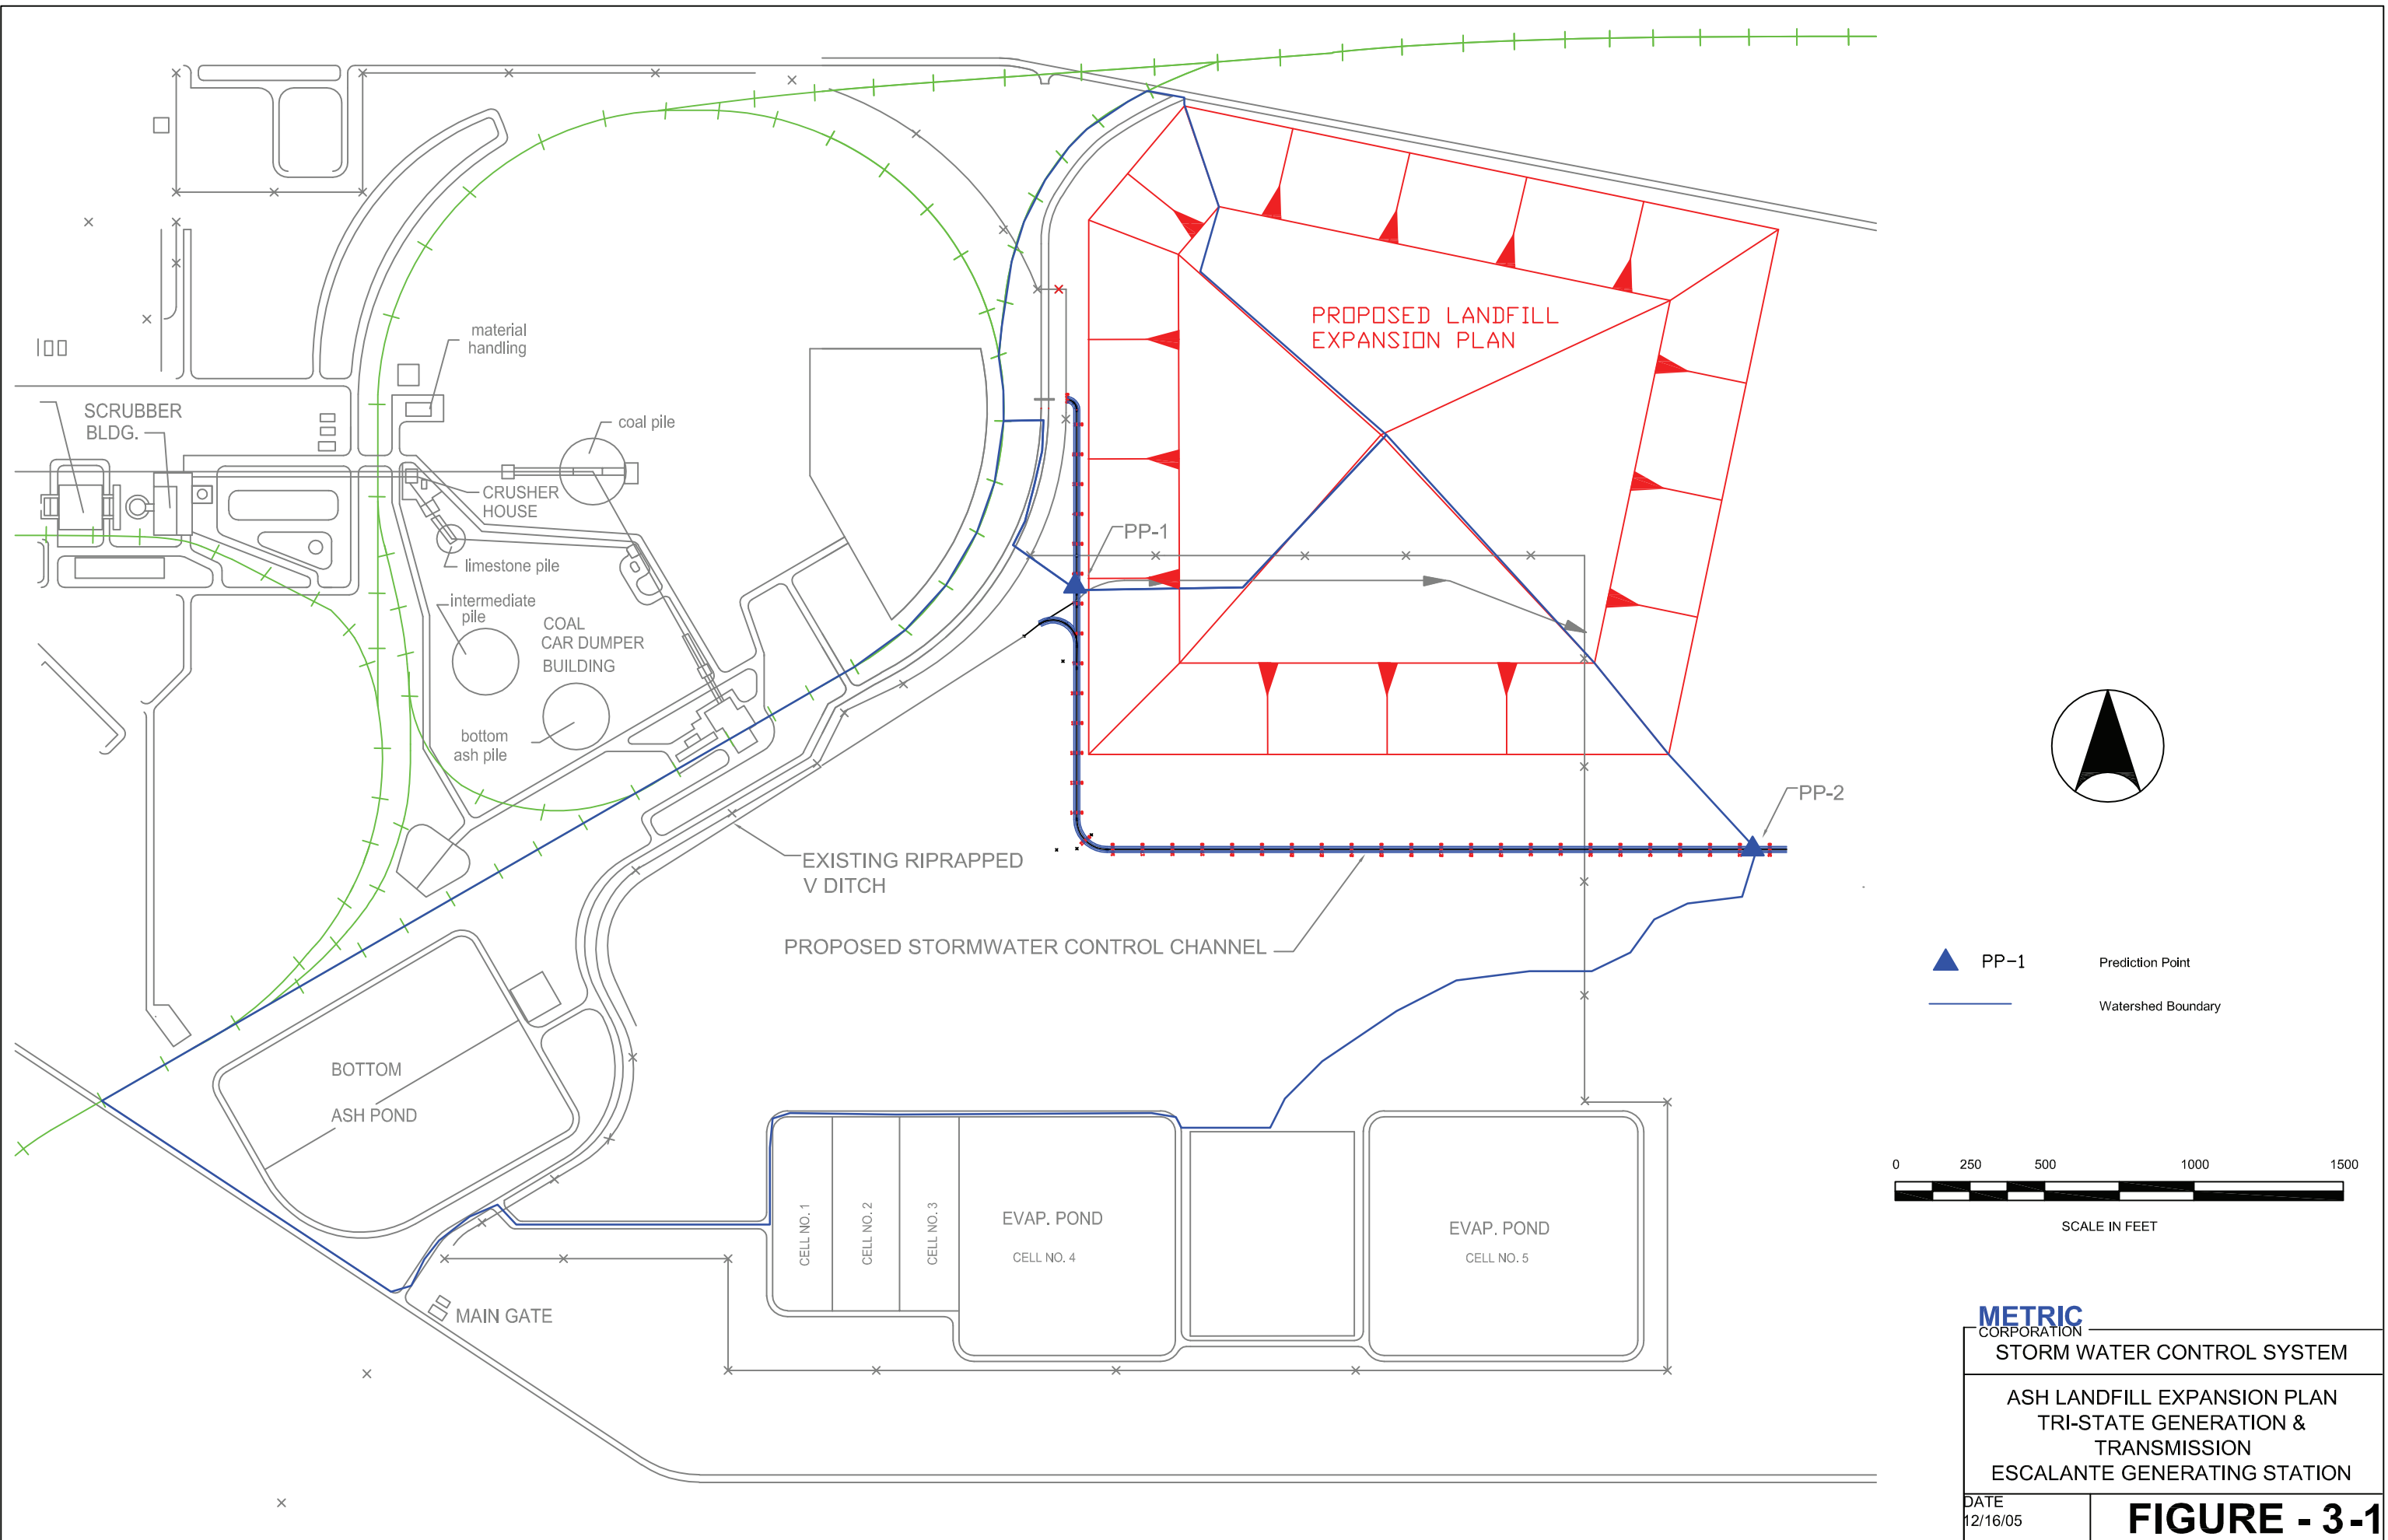 PROPOSED LANDFILL
EXPANSION PLAN
material
handling
SCRUBBER
BLDG.
coal pile
CRUSHER
HOUSE
limestone pile
intermediate
pile
COAL
CAR DUMPER
BUILDING
bottom
ash pile
PP-1
PP-2
EXISTING RIPRAPPED
V DITCH
PROPOSED STORMWATER CONTROL CHANNEL
PP-1
Prediction Point
Watershed Boundary
BOTTOM
ASH POND
CELL NO. 1
CELL NO. 2
CELL NO. 3
EVAP. POND
CELL NO. 4
EVAP. POND
CELL NO. 5
MAIN GATE
0 250 500 1000 1500
SCALE IN FEET
METRIC
CORPORATION
STORM WATER CONTROL SYSTEM
ASH LANDFILL EXPANSION PLAN
TRI-STATE GENERATION &
TRANSMISSION
ESCALANTE GENERATING STATION
DATE
12/16/05
FIGURE - 3-1